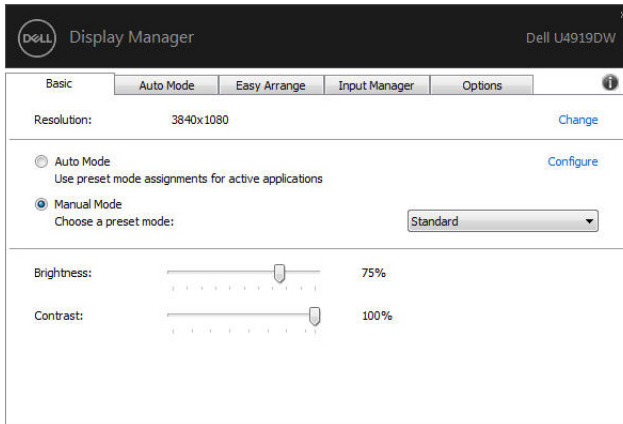 DELL Display Manager Dell U4919DW
Basic Auto Mode Easy Arrange Input Manager Options
Resolution: 3840x1080 Change
Auto Mode Configure
Use preset mode assignments for active applications
Manual Mode
Choose a preset mode: Standard
Brightness: 75%
Contrast: 100%